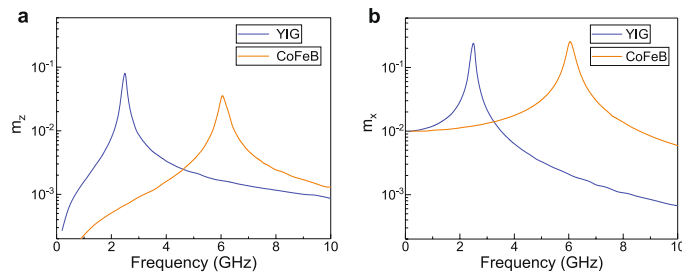 a
YIG
CoFeB
m_z
10^-1
10^-2
10^-3
0 2 4 6 8 10
Frequency (GHz)
b
YIG
CoFeB
m_x
10^-1
10^-2
10^-3
0 2 4 6 8 10
Frequency (GHz)